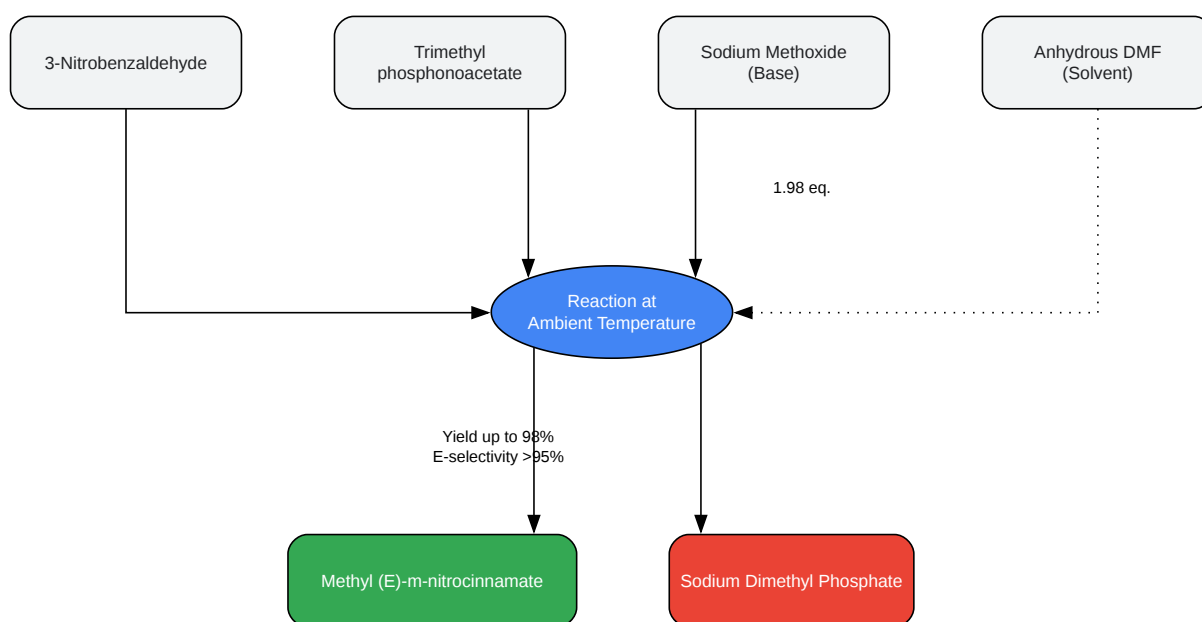 3-Nitrobenzaldehyde
Trimethyl
phosphonoacetate
Sodium Methoxide
(Base)
Anhydrous DMF
(Solvent)
1.98 eq.
Reaction at
Ambient Temperature
Yield up to 98%
E-selectivity >95%
Methyl (E)-m-nitrocinnamate
Sodium Dimethyl Phosphate